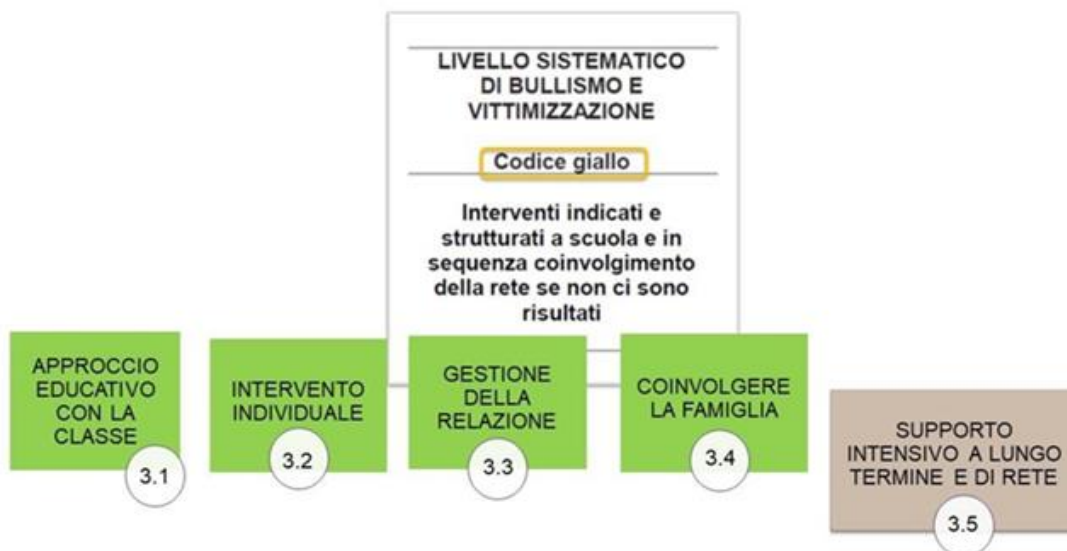 LIVELLO SISTEMATICO
DI BULLISMO E
VITTIMIZZAZIONE
Codice giallo
Interventi indicati e
strutturati a scuola e in
sequenza coinvolgimento
della rete se non ci sono
risultati
APPROCCIO
EDUCATIVO
CON LA
CLASSE
3.1
INTERVENTO
INDIVIDUALE
3.2
GESTIONE
DELLA
RELAZIONE
3.3
COINVOLGERE
LA FAMIGLIA
3.4
SUPPORTO
INTENSIVO A LUNGO
TERMINE E DI RETE
3.5